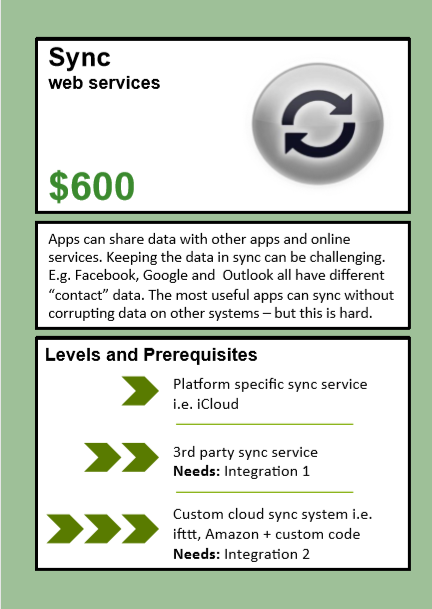 Sync
web services
$600
Apps can share data with other apps and online
services. Keeping the data in sync can be challenging.
E.g. Facebook, Google and  Outlook all have different
“contact” data. The most useful apps can sync without
corrupting data on other systems – but this is hard.
Levels and Prerequisites
Platform specific sync service
i.e. iCloud
3rd party sync service
Needs: Integration 1
Custom cloud sync system i.e.
ifttt, Amazon + custom code
Needs: Integration 2